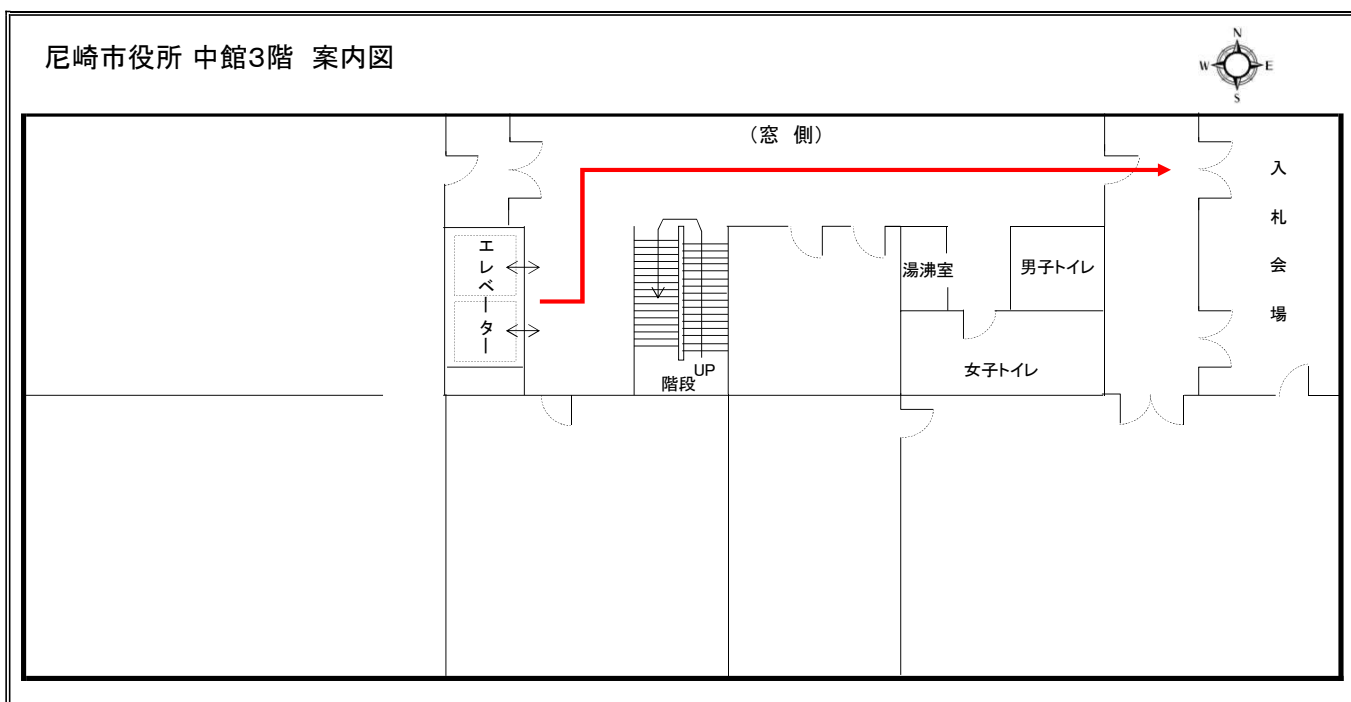 尼崎市役所 中館3階 案内図
N
W E
S
（窓 側）
入札会場
エレベーター
湯沸室
男子トイレ
UP
階段
女子トイレ